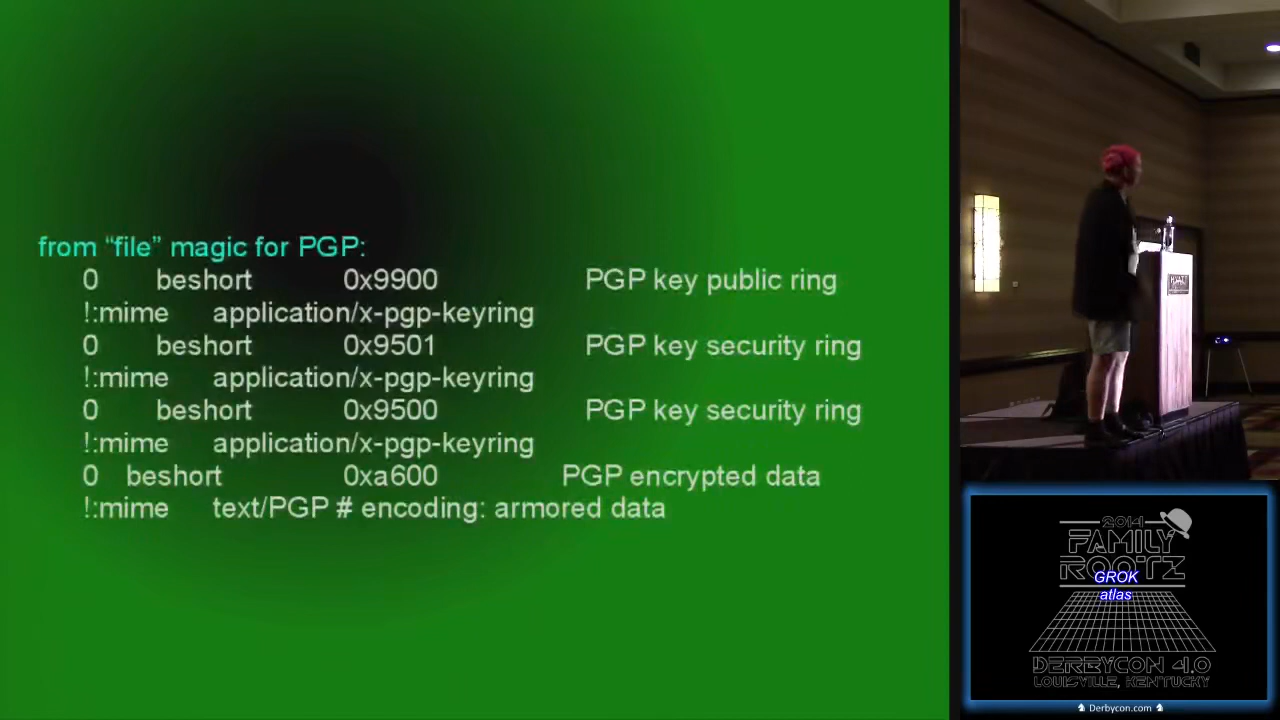 from “file” magic for PGP:
0 beshort 0x9900 PGP key public ring
!:mime application/x-pgp-keyring
0 beshort 0x9501 PGP key security ring
!:mime application/x-pgp-keyring
0 beshort 0x9500 PGP key security ring
!:mime application/x-pgp-keyring
0 beshort 0xa600 PGP encrypted data
!:mime text/PGP # encoding: armored data
HYATT
2014
FAMILY
ROOTZ
GROK
atlas
DERBYCON 4.0
LOUISVILLE, KENTUCKY
Derbycon.com